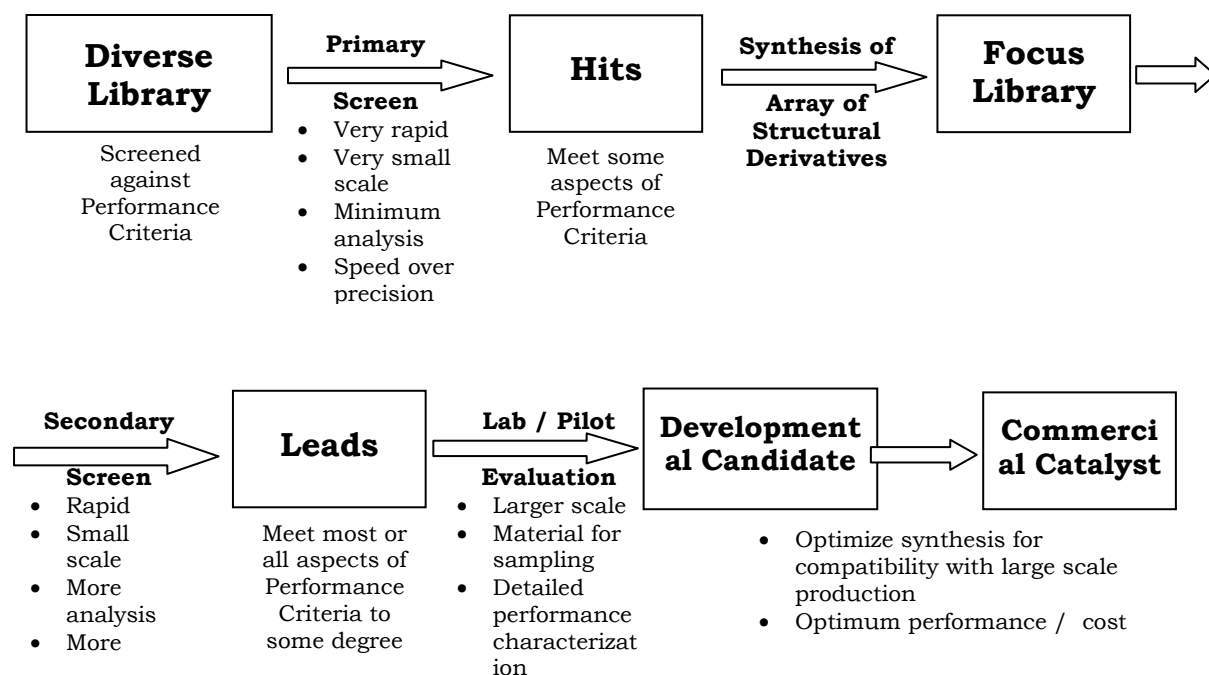 Diverse
Library
Screened
against
Performance
Criteria
Primary
Screen
• Very rapid
• Very small
scale
• Minimum
analysis
• Speed over
precision
Hits
Meet some
aspects of
Performance
Criteria
Synthesis of
Array of
Structural
Derivatives
Focus
Library
Secondary
Screen
• Rapid
• Small
scale
• More
analysis
• More
Leads
Meet most or
all aspects of
Performance
Criteria to
some degree
Lab / Pilot
Evaluation
• Larger scale
• Material for
sampling
• Detailed
performance
characterizat
ion
Development
al Candidate
Commerci
al Catalyst
• Optimize synthesis for
compatibility with large scale
production
• Optimum performance / cost